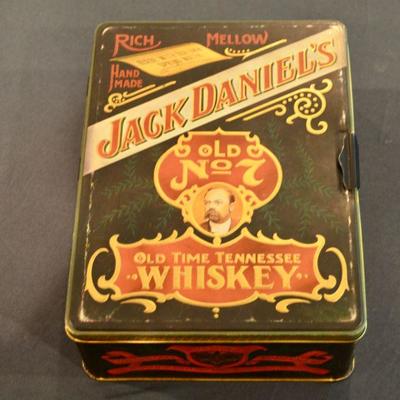 RICH MELLOW
HAND
MADE
JACK DANIEL'S
OLD
No 7
OLD TIME TENNESSEE
WHISKEY